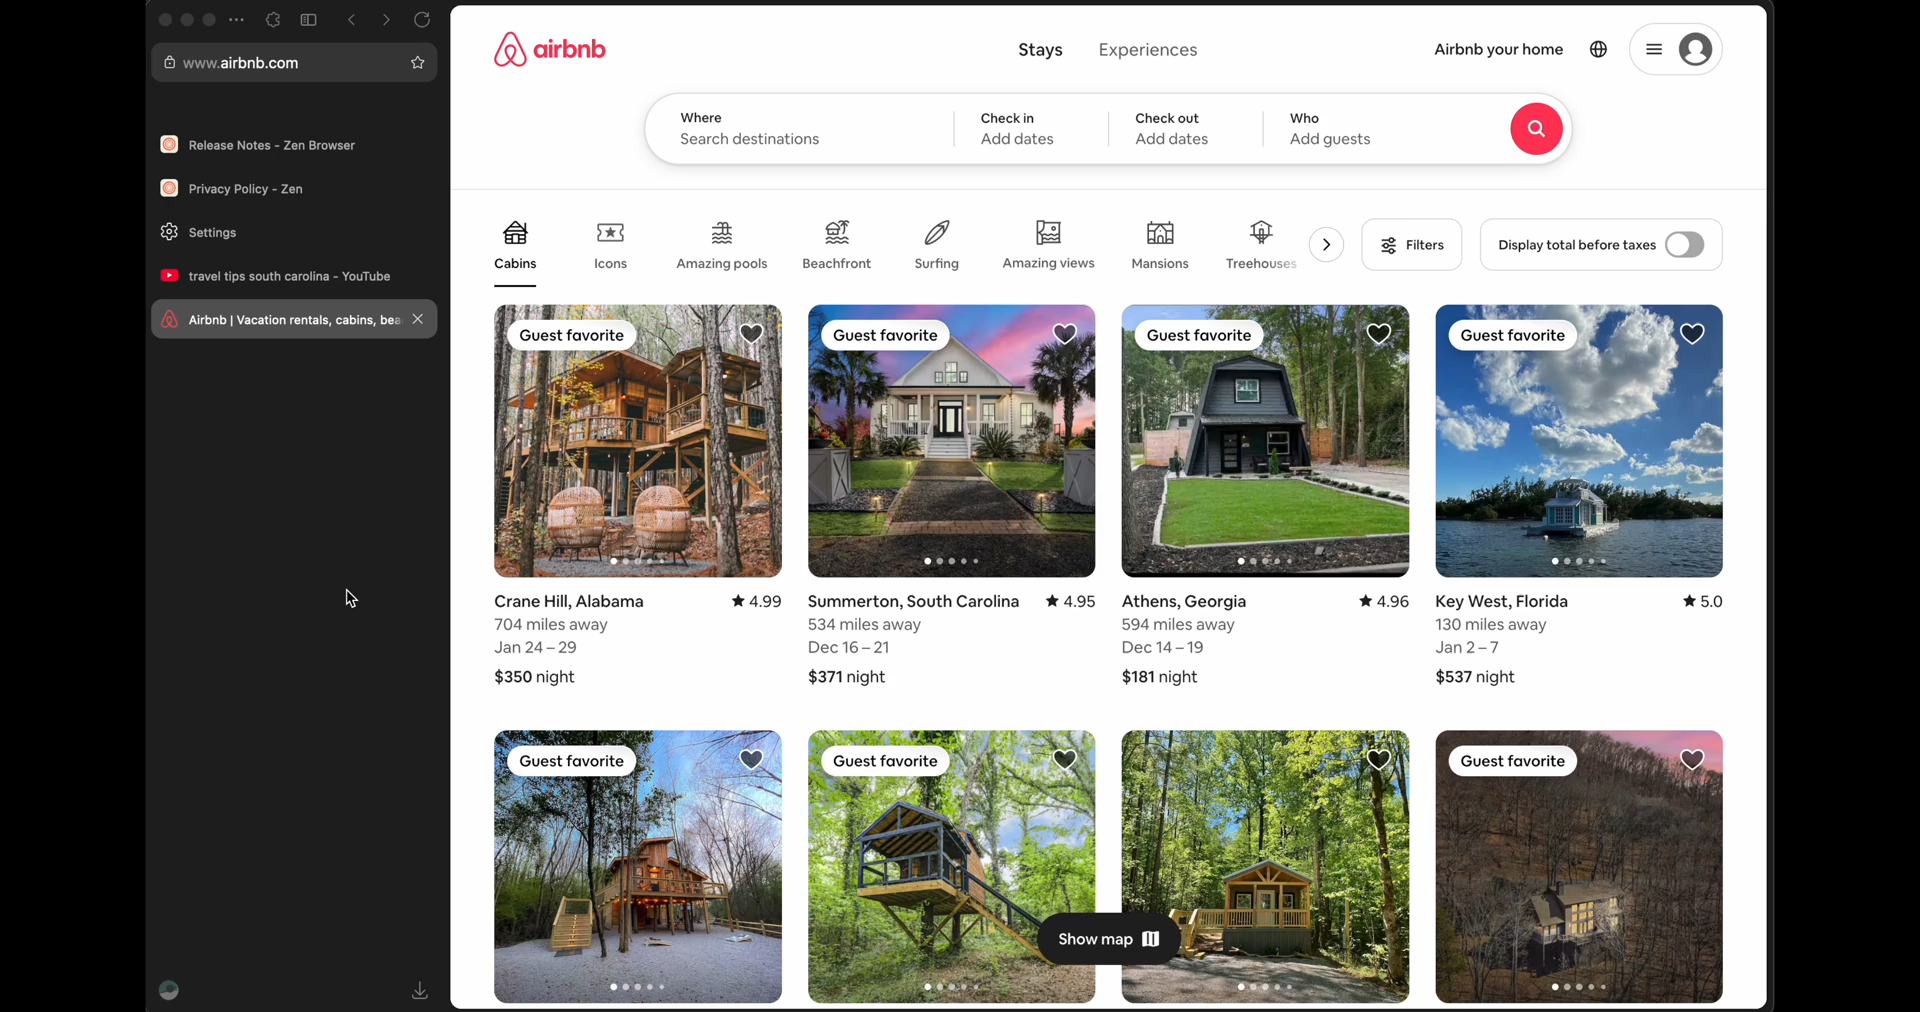 www.airbnb.com
Release Notes - Zen Browser
Privacy Policy - Zen
Settings
travel tips south carolina - YouTube
Airbnb | Vacation rentals, cabins, bea
airbnb
Stays
Experiences
Airbnb your home
Where
Search destinations
Check in
Add dates
Check out
Add dates
Who
Add guests
Cabins
Icons
Amazing pools
Beachfront
Surfing
Amazing views
Mansions
Treehouses
Filters
Display total before taxes
Guest favorite
Guest favorite
Guest favorite
Guest favorite
Crane Hill, Alabama
4.99
704 miles away
Jan 24 – 29
$350 night
Summerton, South Carolina
4.95
534 miles away
Dec 16 – 21
$371 night
Athens, Georgia
4.96
594 miles away
Dec 14 – 19
$181 night
Key West, Florida
5.0
130 miles away
Jan 2 – 7
$537 night
Guest favorite
Guest favorite
Guest favorite
Show map